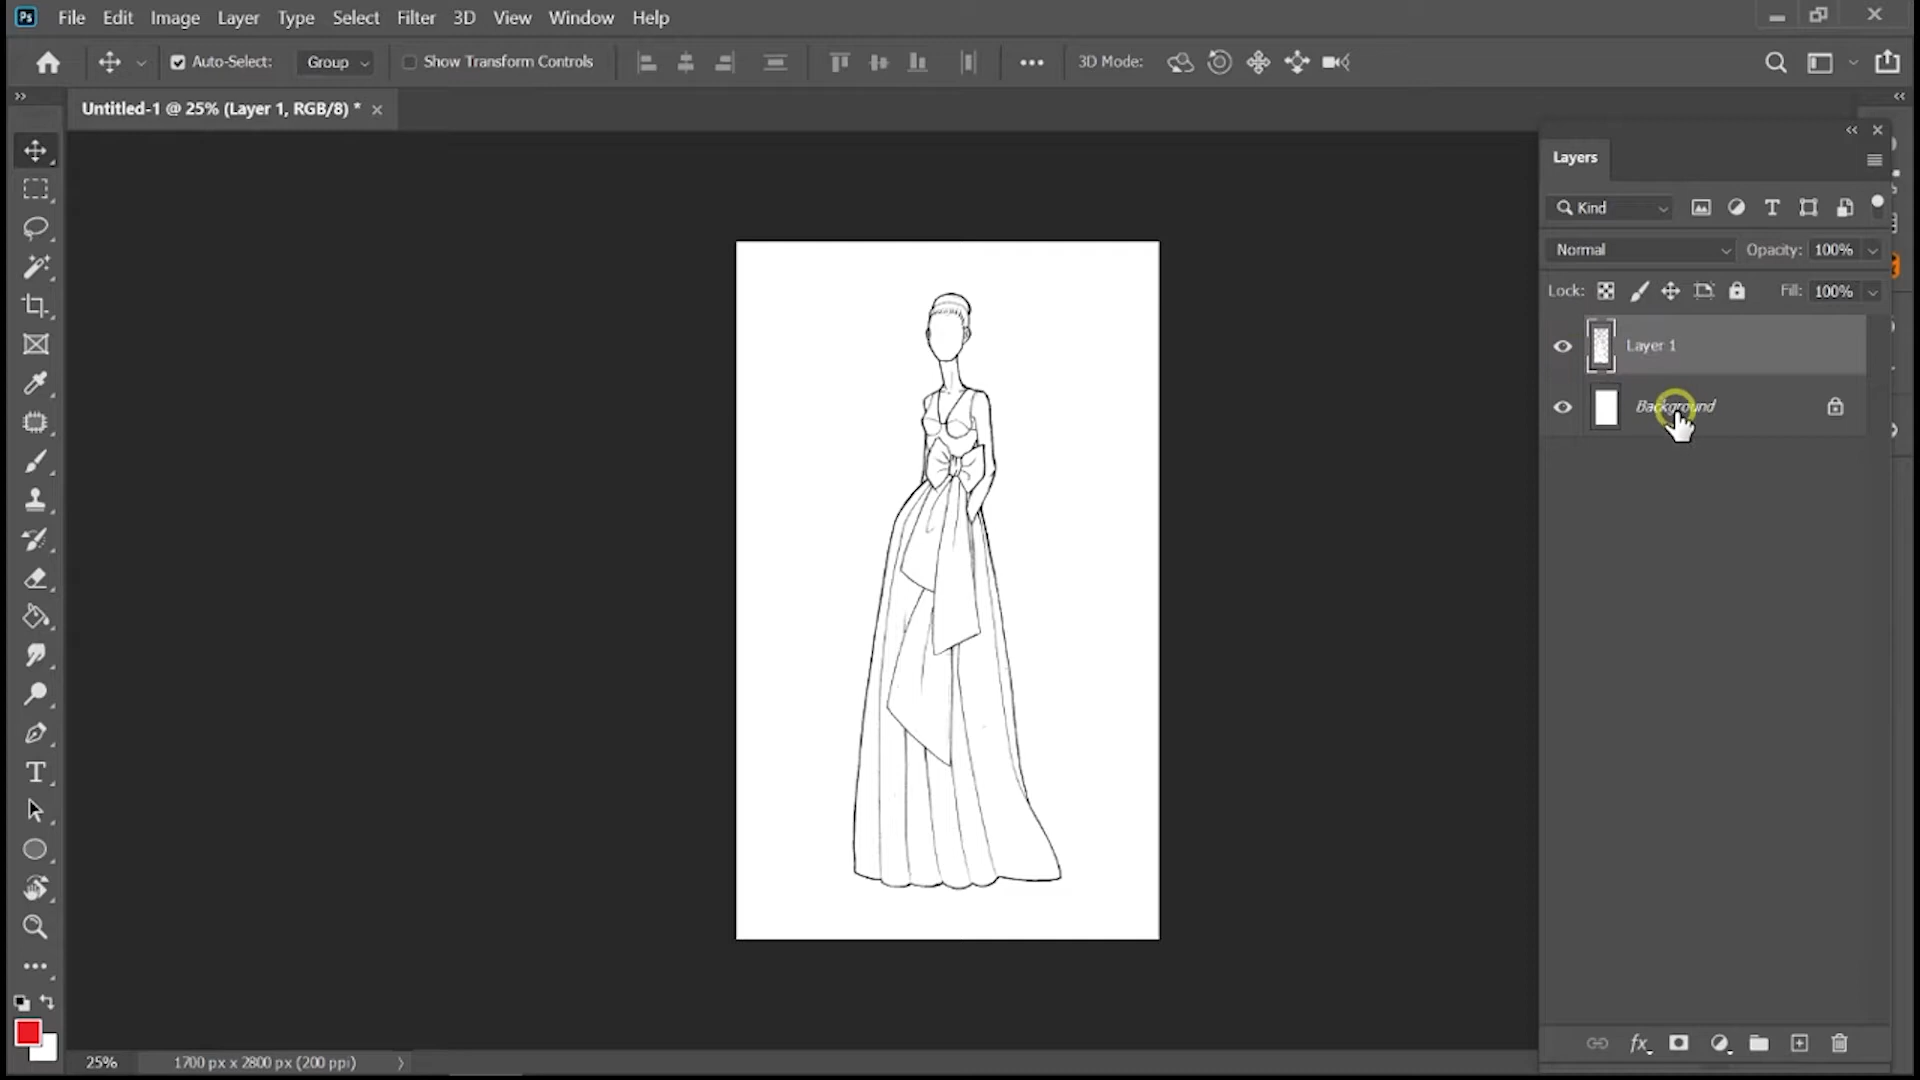 Ps File Edit Image Layer Type Select Filter 3D View Window Help
Auto-Select: Group Show Transform Controls 3D Mode:
Untitled-1 @ 25% (Layer 1, RGB/8) *
Layers
Kind
Normal Opacity: 100%
Lock: Fill: 100%
Layer 1
Background
fx
25% 1700 px x 2800 px (200 ppi)